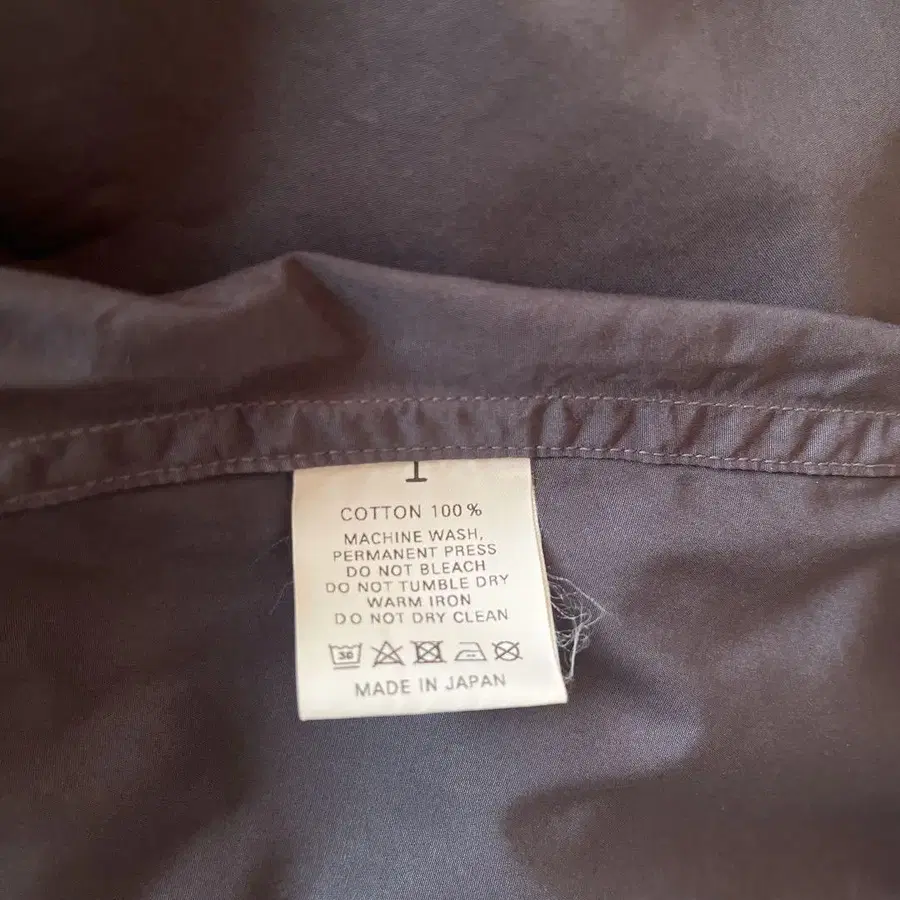 COTTON 100%
MACHINE WASH,
PERMANENT PRESS
DO NOT BLEACH
DO NOT TUMBLE DRY
WARM IRON
DO NOT DRY CLEAN
30
MADE IN JAPAN